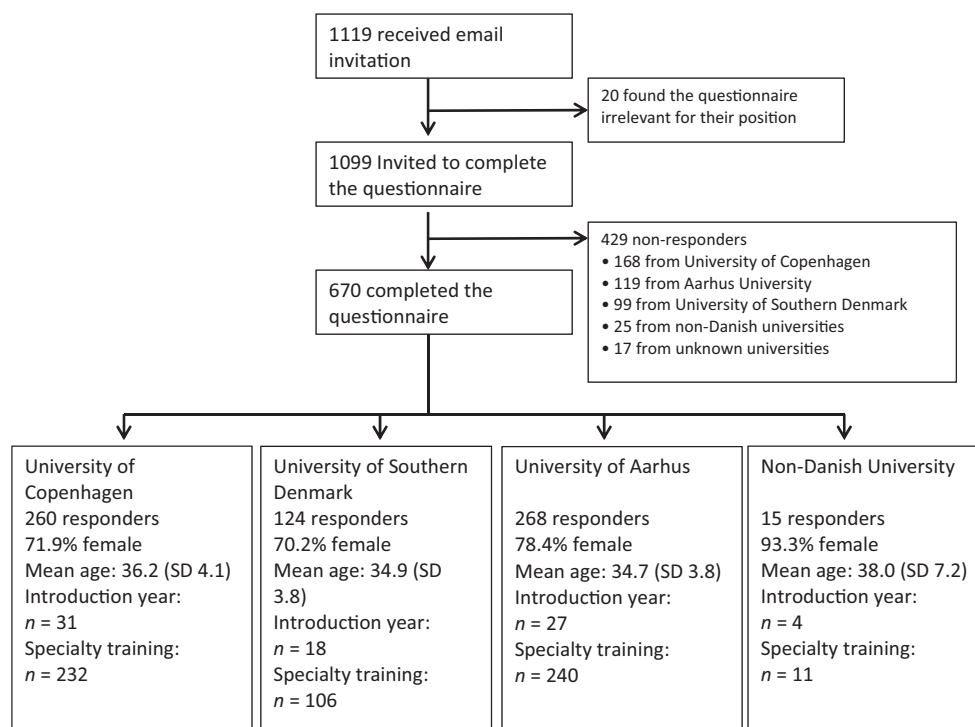 1119 received email
invitation
20 found the questionnaire
irrelevant for their position
1099 Invited to complete
the questionnaire
429 non-responders
• 168 from University of Copenhagen
• 119 from Aarhus University
• 99 from University of Southern Denmark
• 25 from non-Danish universities
• 17 from unknown universities
670 completed the
questionnaire
University of
Copenhagen
260 responders
71.9% female
Mean age: 36.2 (SD 4.1)
Introduction year:
n = 31
Specialty training:
n = 232
University of Southern
Denmark
124 responders
70.2% female
Mean age: 34.9 (SD
3.8)
Introduction year:
n = 18
Specialty training:
n = 106
University of Aarhus
268 responders
78.4% female
Mean age: 34.7 (SD 3.8)
Introduction year:
n = 27
Specialty training:
n = 240
Non-Danish University
15 responders
93.3% female
Mean age: 38.0 (SD 7.2)
Introduction year:
n = 4
Specialty training:
n = 11